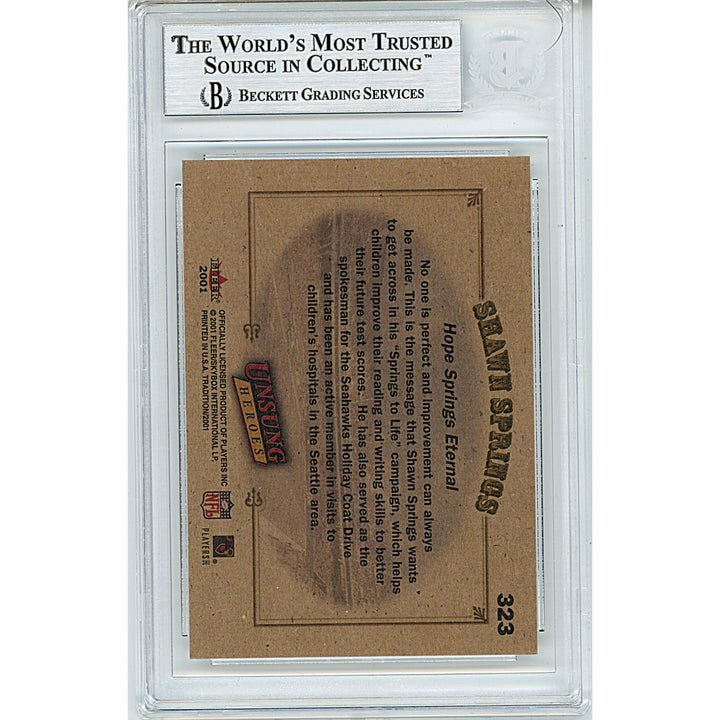 THE WORLD'S MOST TRUSTED
SOURCE IN COLLECTING™
B BECKETT GRADING SERVICES
323
SHAWN SPRINGS
Hope Springs Eternal
No one is perfect and improvement can always
be made. This is the message that Shawn Springs wants
to get across in his "Springs to Life" campaign, which helps
children improve their reading and writing skills to better
their future test scores. He has also served as the
spokesman for the Seahawks Holiday Coat Drive
and has been an active member in visits to
children's hospitals in the Seattle area.
UNSUNG
HEROES
FLEER
2001
OFFICIALLY LICENSED PRODUCT OF PLAYERS INC
© 2001 FLEER/SKYBOX INTERNATIONAL LP.
PRINTED IN U.S.A. TRADITION/2001
NFL
PLAYERS